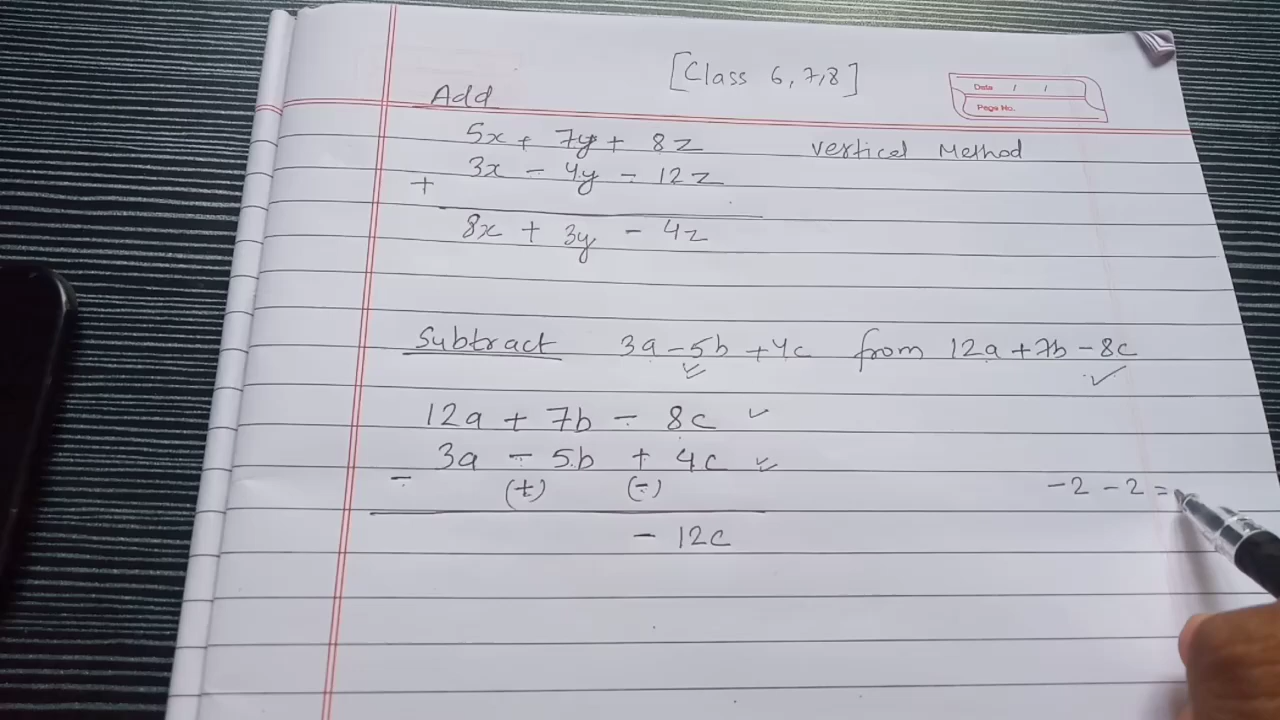 [Class 6, 7, 8]
Date / /
Page No.
Add
5x + 7y + 8z
vertical Method
3x - 4y - 12z
+
8x + 3y - 4z
Subtract 3a - 5b + 4c from 12a + 7b - 8c
12a + 7b - 8c
3a - 5b + 4c
- (+) (-)
-2 -2 =
- 12c